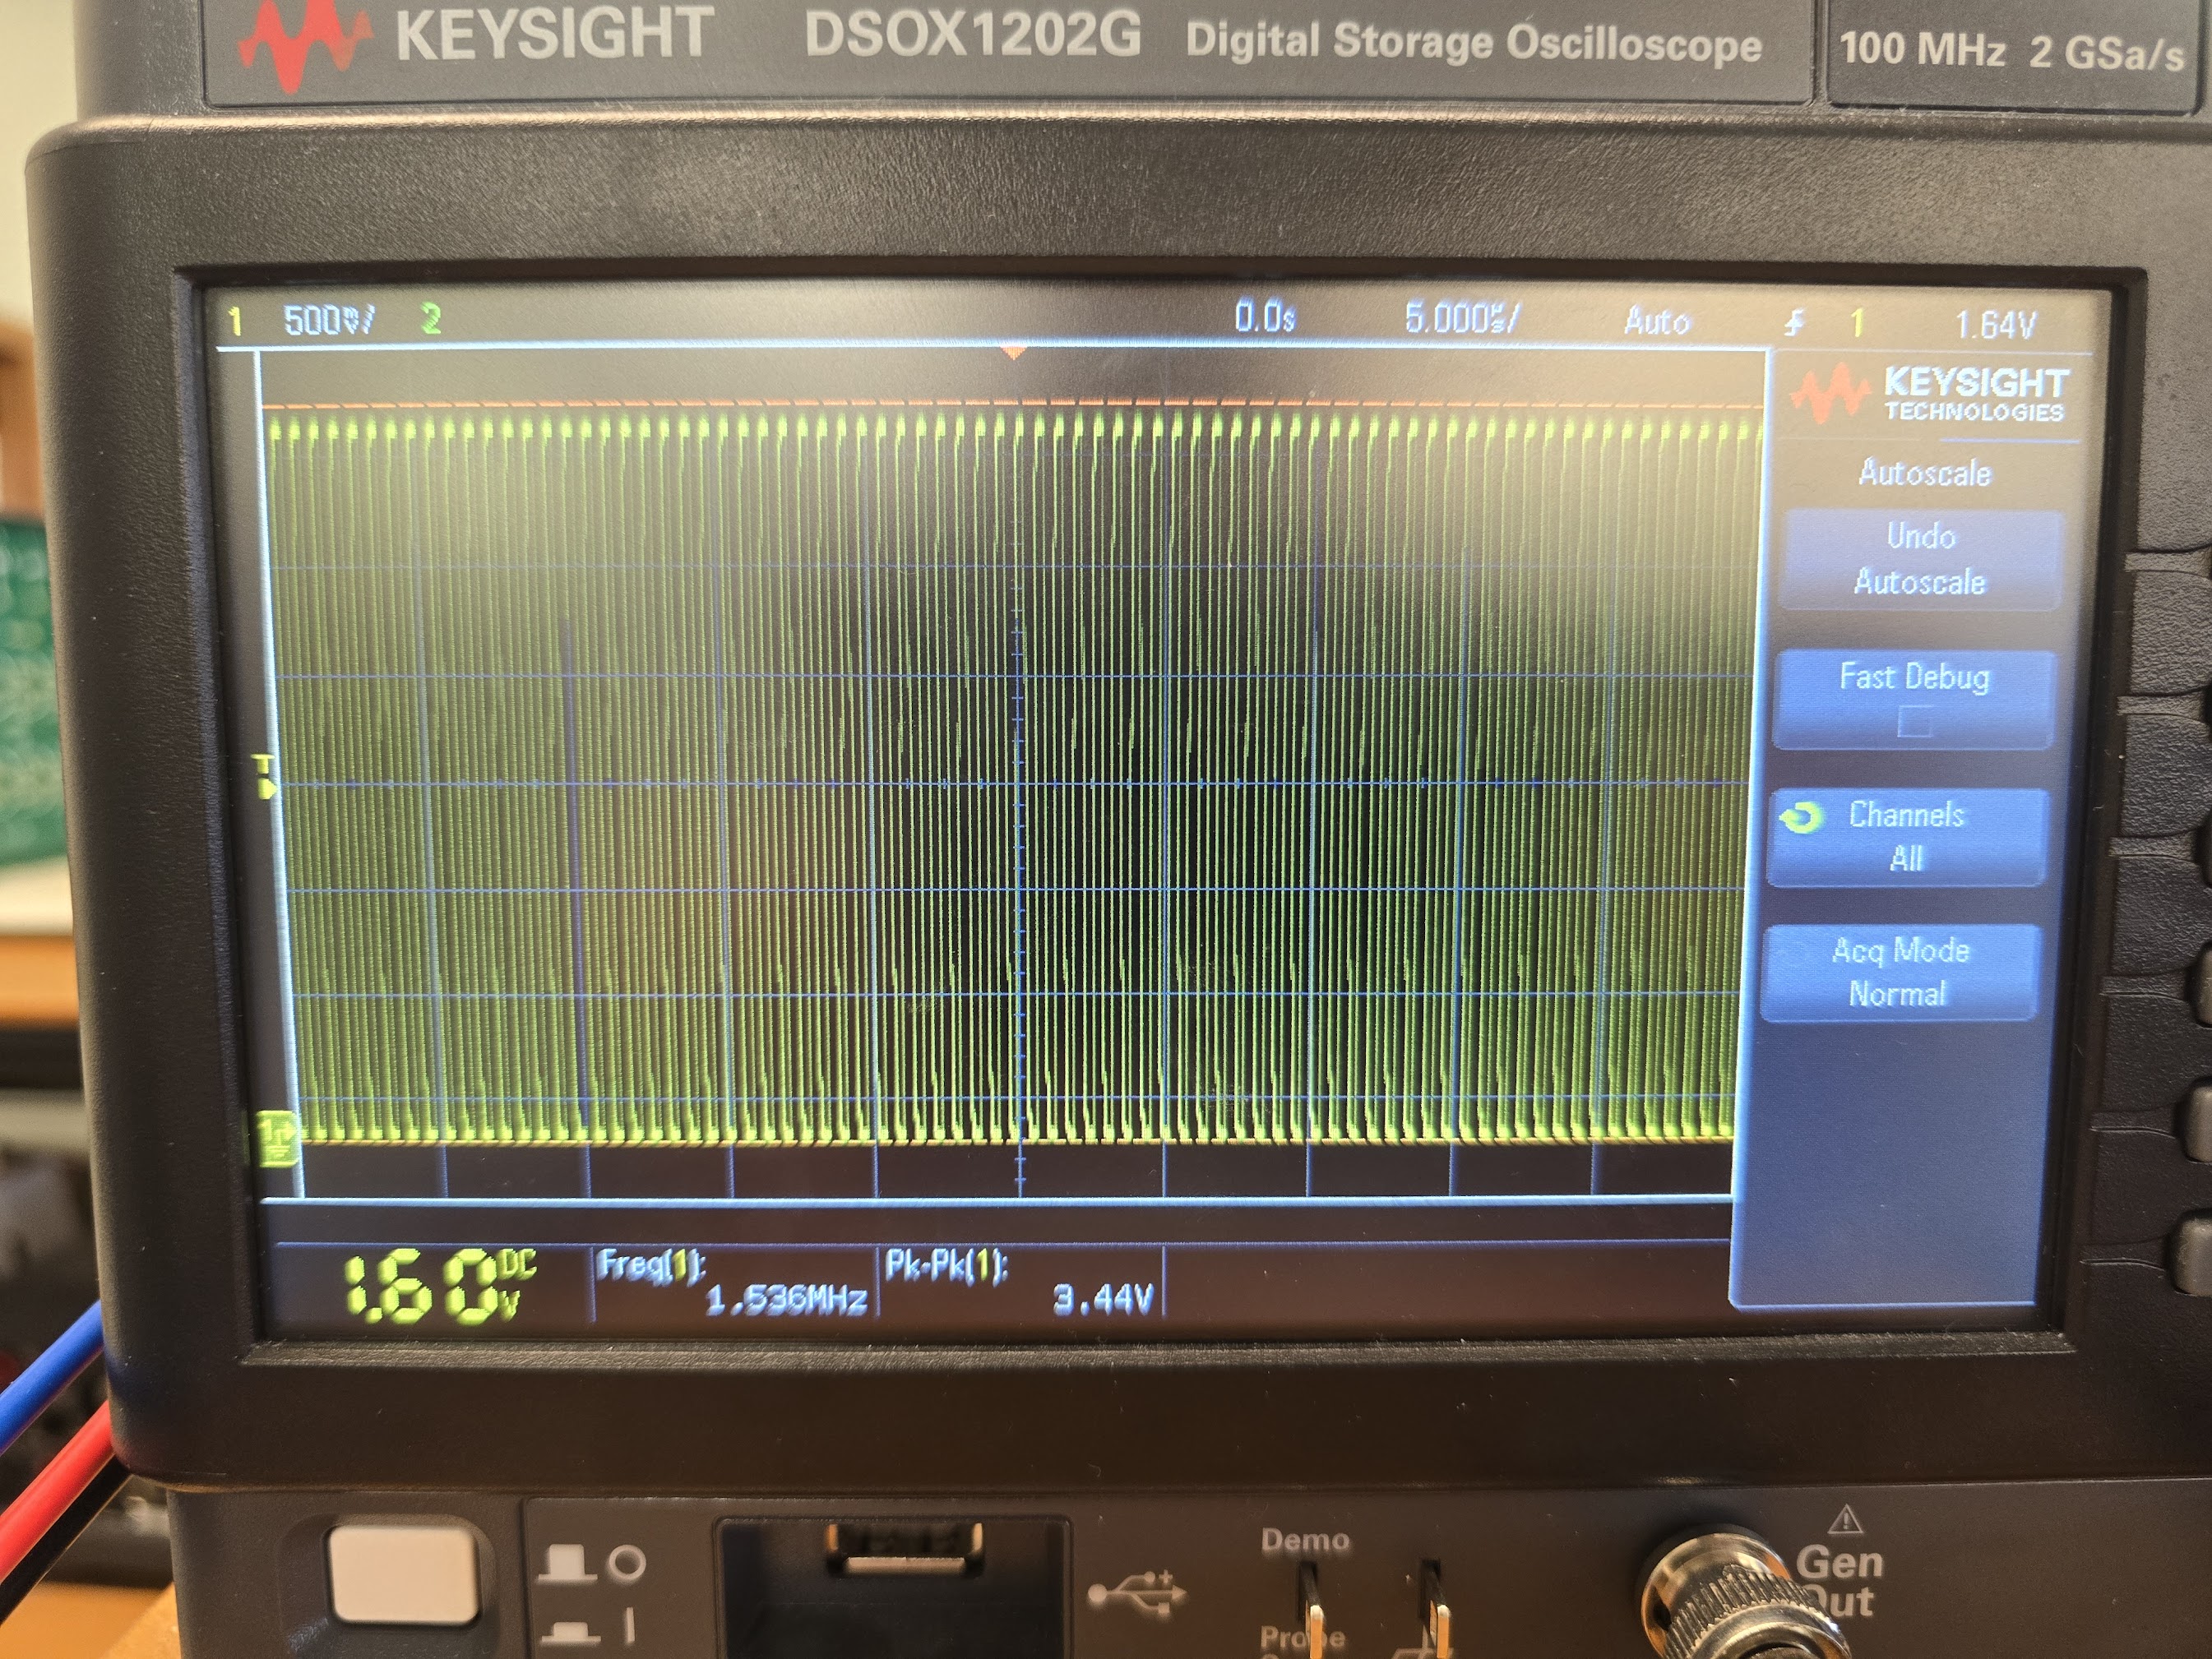 KEYSIGHT DSOX1202G Digital Storage Oscilloscope 100 MHz 2 GSa/s
1 500mV/ 2 0.0s 5.000us/ Auto 1 1.64V
KEYSIGHT
TECHNOLOGIES
Autoscale
Undo
Autoscale
Fast Debug
Channels
All
Acq Mode
Normal
T
1.60 DC V
Freq(1):
1.536MHz
Pk-Pk(1):
3.44V
Demo
Gen
Out
Probe